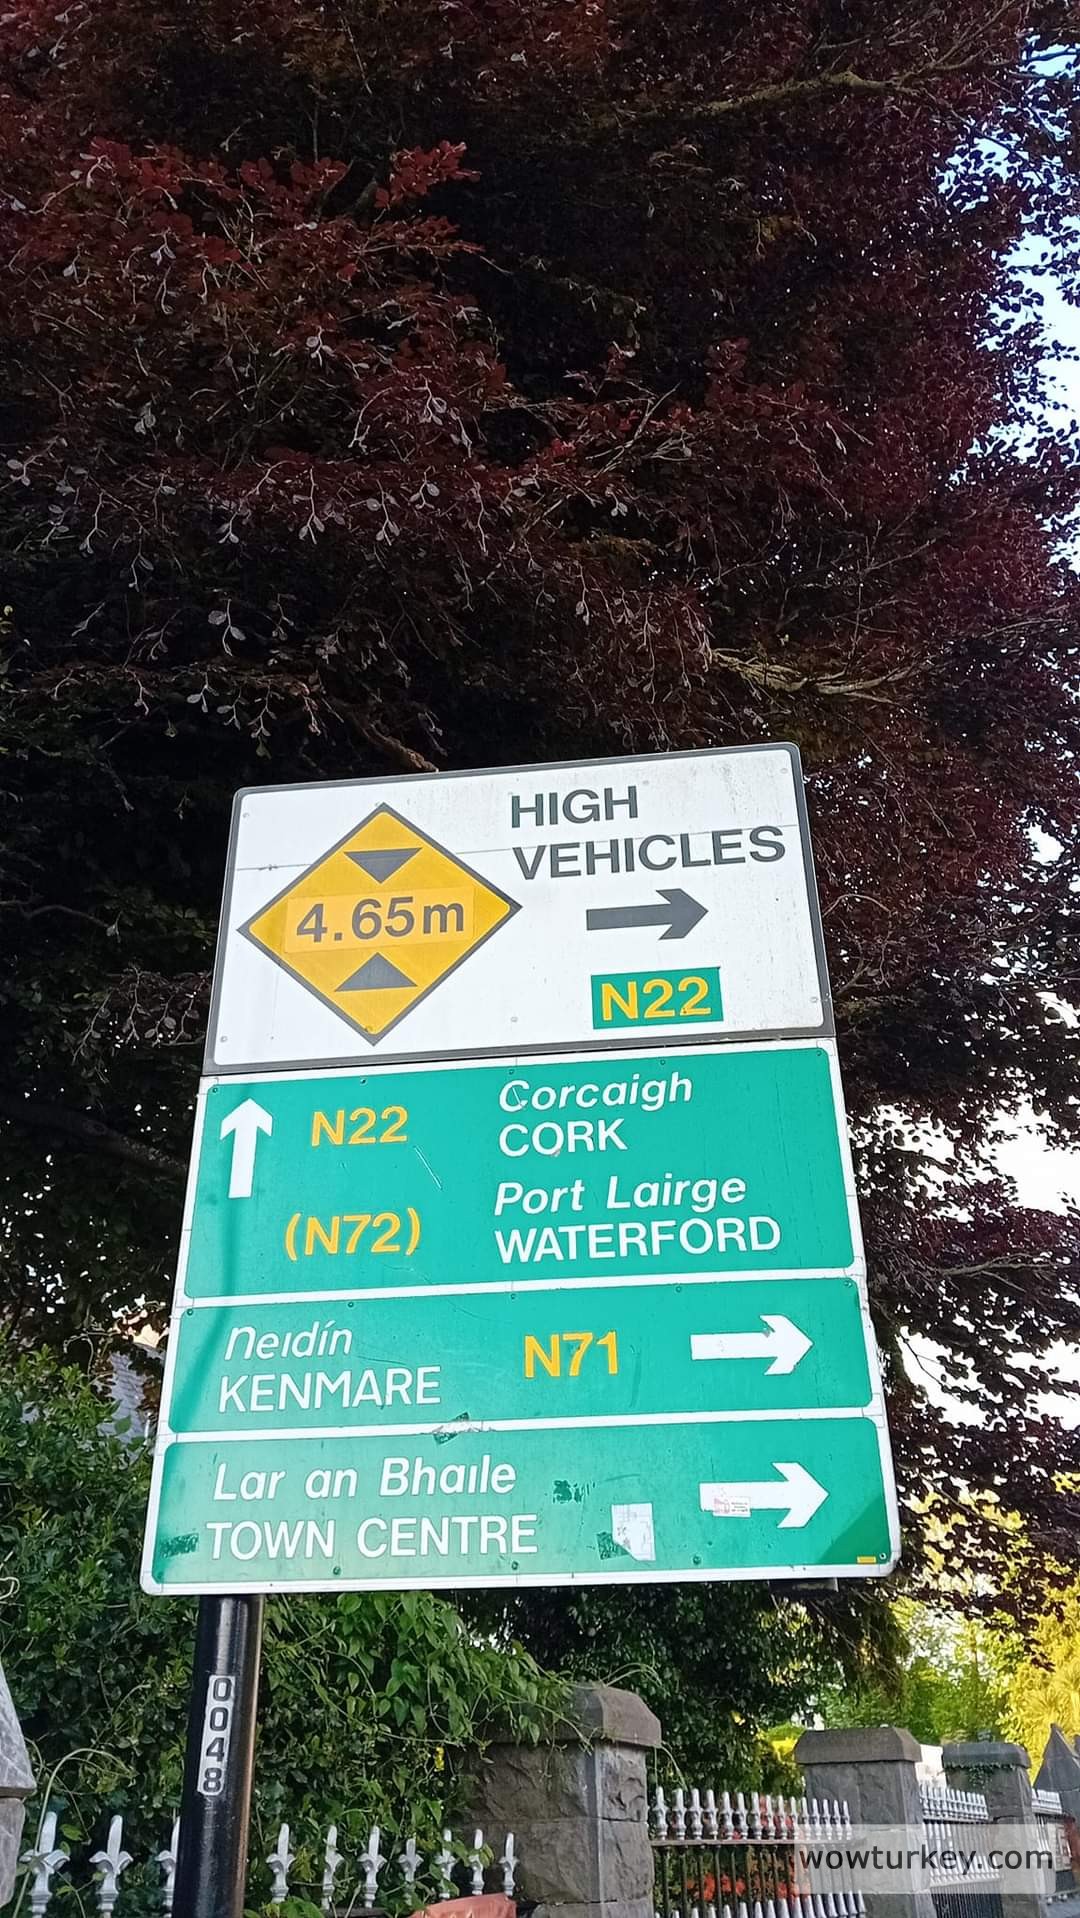 HIGH
VEHICLES
4.65m
N22
N22
Corcaigh
CORK
(N72)
Port Lairge
WATERFORD
Neidín
KENMARE
N71
Lar an Bhaile
TOWN CENTRE
0048
wowturkey.com